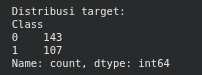 Distribusi target:
Class
0    143
1    107
Name: count, dtype: int64